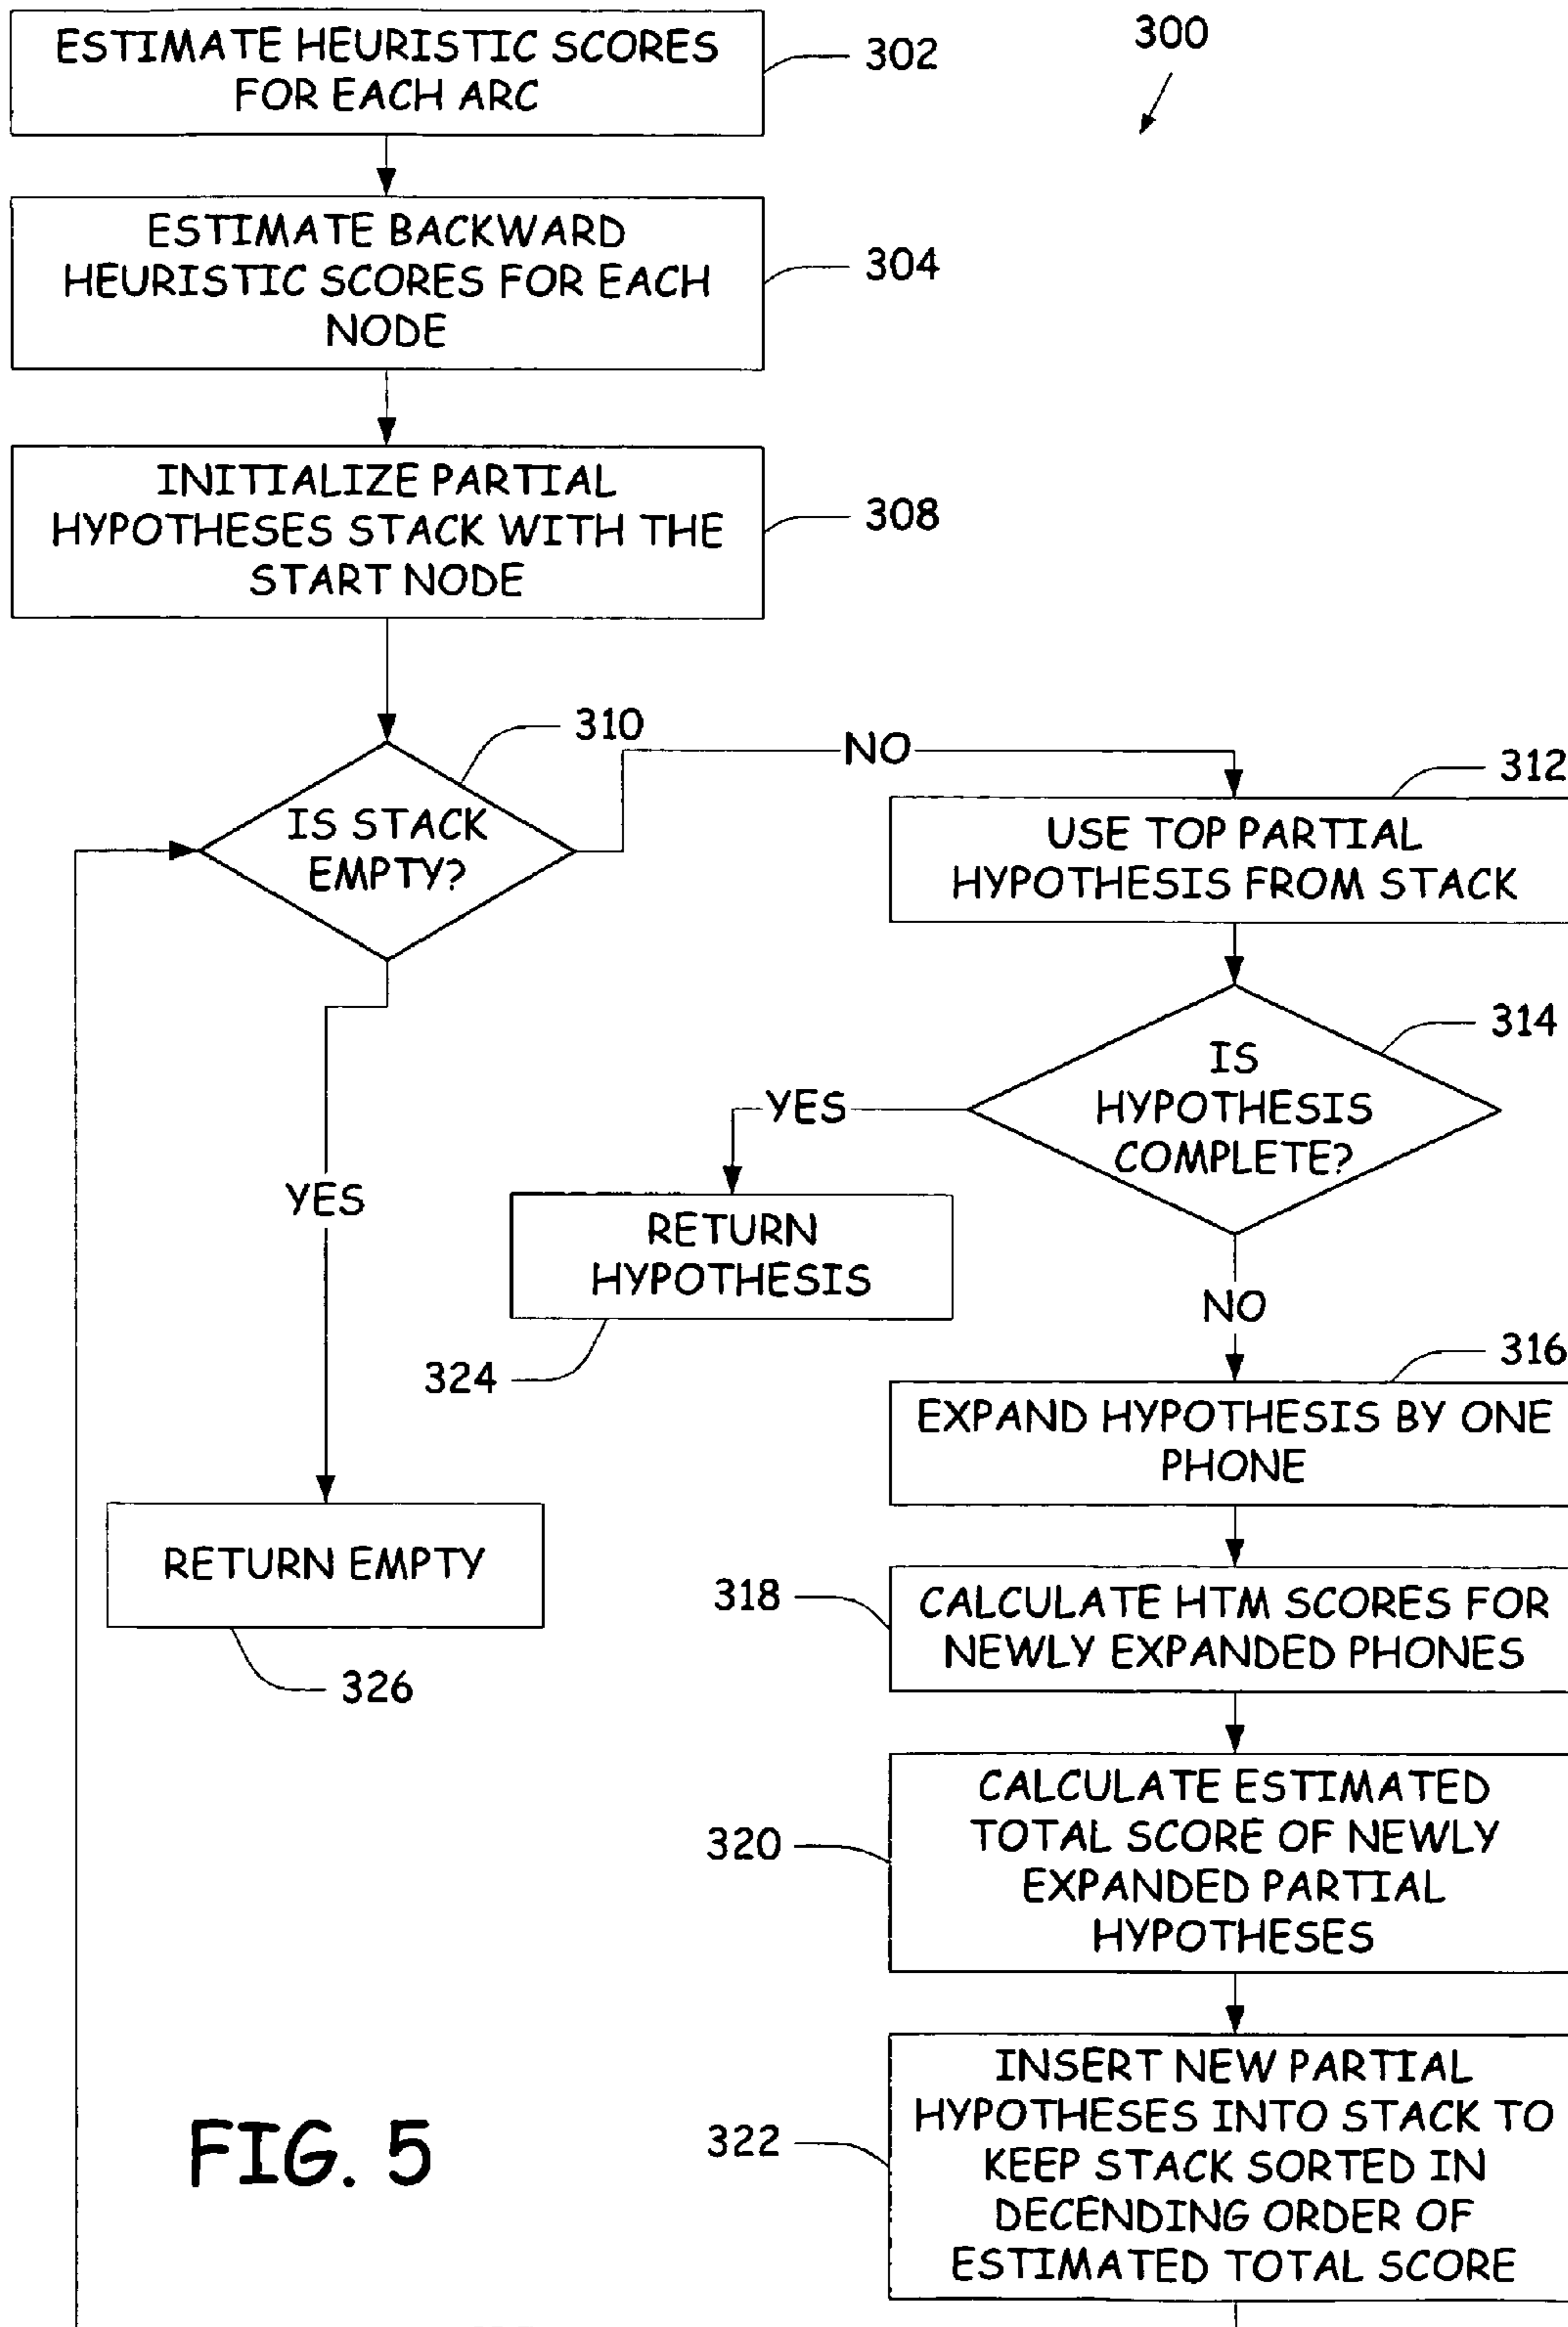 ESTIMATE HEURISTIC SCORES
FOR EACH ARC
302
300
ESTIMATE BACKWARD
HEURISTIC SCORES FOR EACH
NODE
304
INITIALIZE PARTIAL
HYPOTHESES STACK WITH THE
START NODE
308
310
IS STACK
EMPTY?
NO
312
USE TOP PARTIAL
HYPOTHESIS FROM STACK
314
IS
HYPOTHESIS
COMPLETE?
YES
RETURN
HYPOTHESIS
324
NO
YES
316
EXPAND HYPOTHESIS BY ONE
PHONE
RETURN EMPTY
326
318
CALCULATE HTM SCORES FOR
NEWLY EXPANDED PHONES
320
CALCULATE ESTIMATED
TOTAL SCORE OF NEWLY
EXPANDED PARTIAL
HYPOTHESES
322
INSERT NEW PARTIAL
HYPOTHESES INTO STACK TO
KEEP STACK SORTED IN
DECENDING ORDER OF
ESTIMATED TOTAL SCORE
FIG. 5